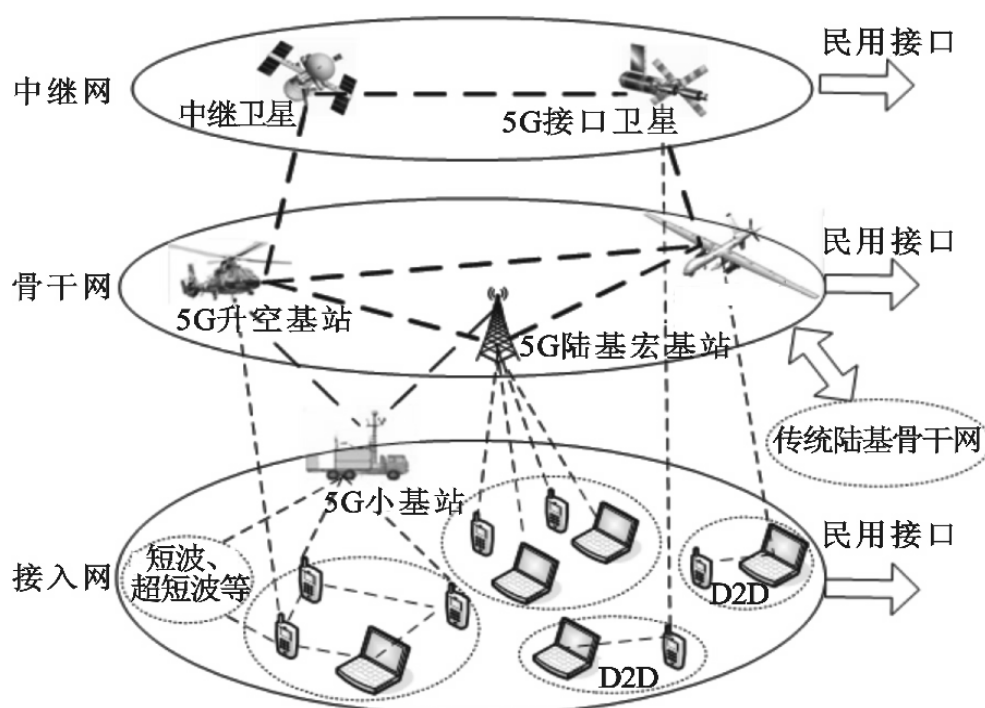 民用接口
中继网
中继卫星
5G接口卫星
民用接口
骨干网
5G升空基站
5G陆基宏基站
传统陆基骨干网
5G小基站
民用接口
接入网
短波、
超短波等
D2D
D2D